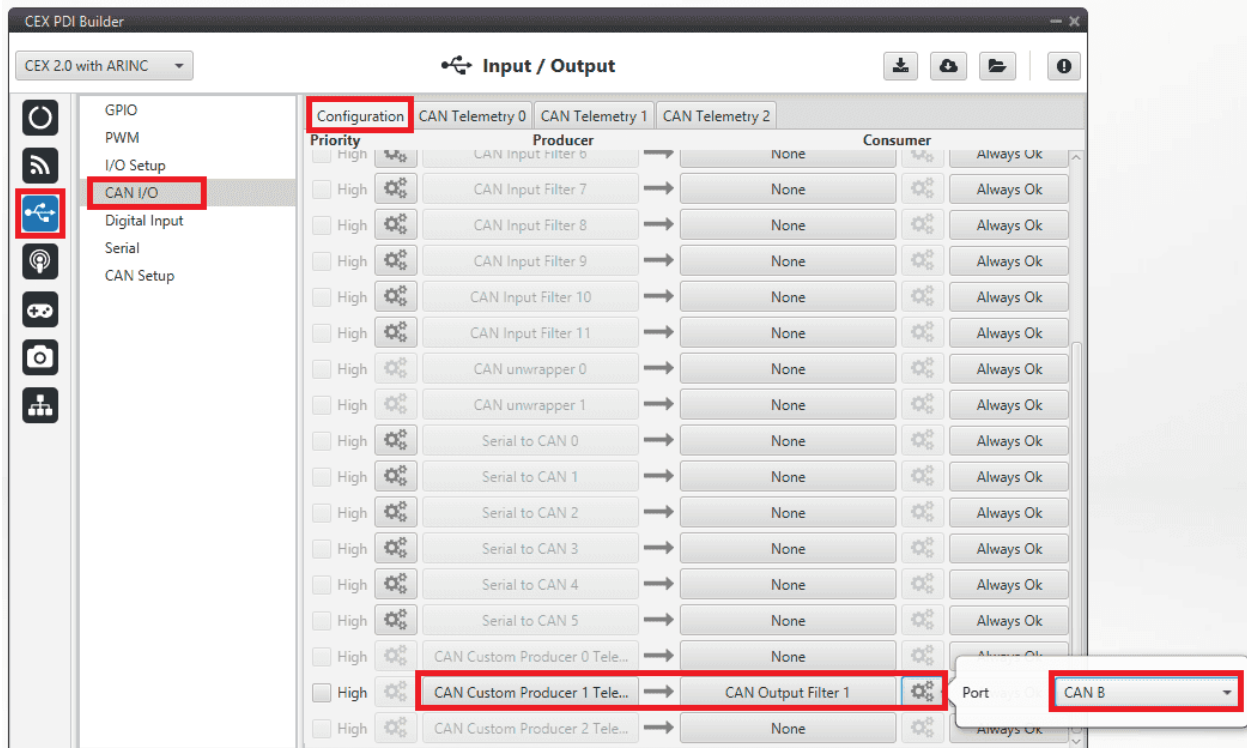 CEX PDI Builder
CEX 2.0 with ARINC
Input / Output
GPIO
PWM
I/O Setup
CAN I/O
Digital Input
Serial
CAN Setup
Configuration CAN Telemetry 0 CAN Telemetry 1 CAN Telemetry 2
Priority Producer Consumer
High CAN Input Filter 6 None Always Ok
High CAN Input Filter 7 None Always Ok
High CAN Input Filter 8 None Always Ok
High CAN Input Filter 9 None Always Ok
High CAN Input Filter 10 None Always Ok
High CAN Input Filter 11 None Always Ok
High CAN unwrapper 0 None Always Ok
High CAN unwrapper 1 None Always Ok
High Serial to CAN 0 None Always Ok
High Serial to CAN 1 None Always Ok
High Serial to CAN 2 None Always Ok
High Serial to CAN 3 None Always Ok
High Serial to CAN 4 None Always Ok
High Serial to CAN 5 None Always Ok
High CAN Custom Producer 0 Tele... None Always Ok
High CAN Custom Producer 1 Tele... CAN Output Filter 1 Port CAN B
High CAN Custom Producer 2 Tele... None Always Ok